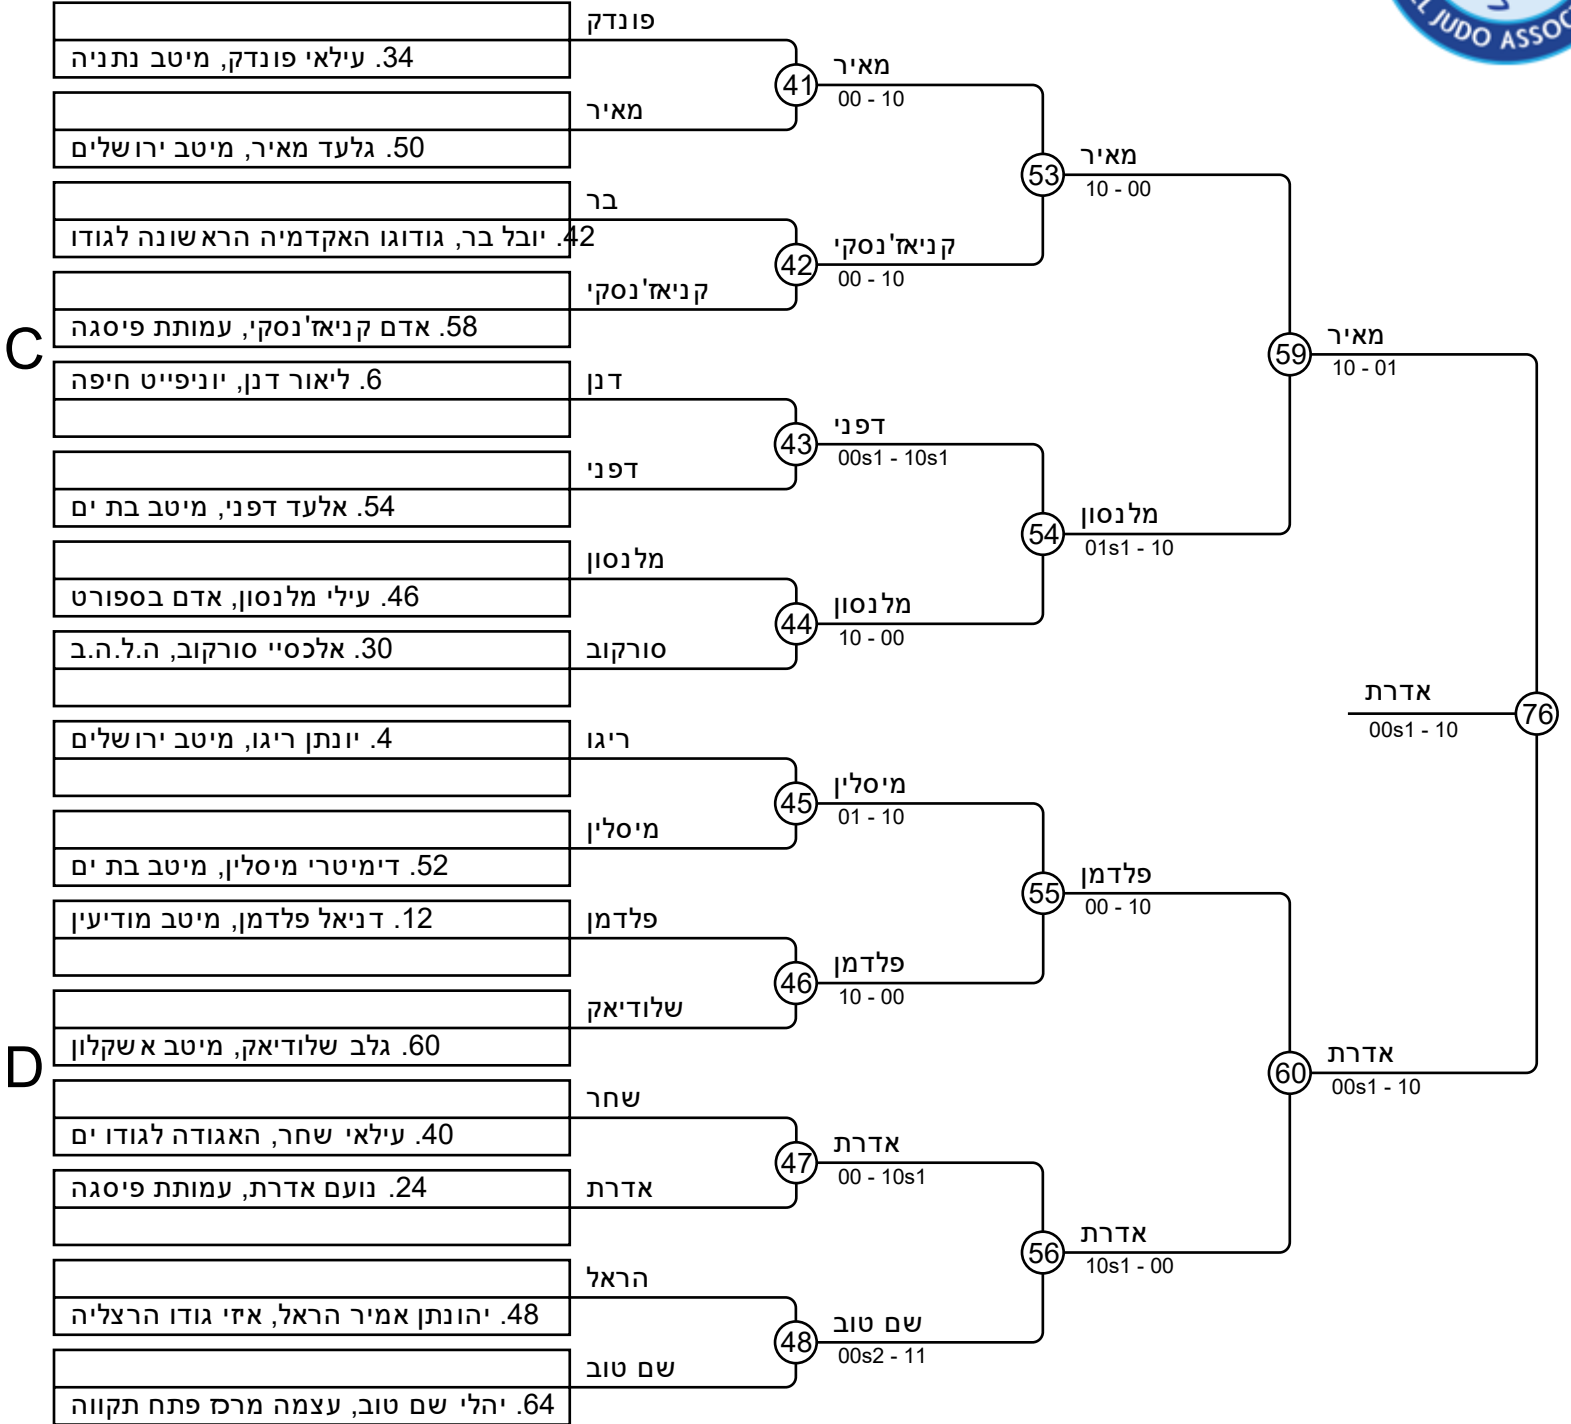 JUDO ASSOC
פונדק
34. עילאי פונדק, מיטב נתניה
41
מאיר
00 - 10
מאיר
50. גלעד מאיר, מיטב ירושלים
53
מאיר
10 - 00
בר
42. יובל בר, גודוגו האקדמיה הראשונה לגודו
42
קניאז'נסקי
00 - 10
קניאז'נסקי
58. אדם קניאז'נסקי, עמותת פיסגה
C
59
מאיר
10 - 01
6. ליאור דנן, יוניפייט חיפה
דנן
43
דפני
00s1 - 10s1
דפני
54. אלעד דפני, מיטב בת ים
54
מלנסון
01s1 - 10
מלנסון
46. עילי מלנסון, אדם בספורט
44
מלנסון
10 - 00
30. אלכסיי סורקוב, ה.ל.ה.ב
סורקוב
אדרת
00s1 - 10
76
4. יונתן ריגו, מיטב ירושלים
ריגו
45
מיסלין
01 - 10
מיסלין
52. דימיטרי מיסלין, מיטב בת ים
55
פלדמן
00 - 10
12. דניאל פלדמן, מיטב מודיעין
פלדמן
46
פלדמן
10 - 00
שלודיאק
60. גלב שלודיאק, מיטב אשקלון
D
60
אדרת
00s1 - 10
שחר
40. עילאי שחר, האגודה לגודו ים
47
אדרת
00 - 10s1
24. נועם אדרת, עמותת פיסגה
אדרת
56
אדרת
10s1 - 00
הראל
48. יהונתן אמיר הראל, איזי גודו הרצליה
48
שם טוב
00s2 - 11
שם טוב
64. יהלי שם טוב, עצמה מרכז פתח תקווה